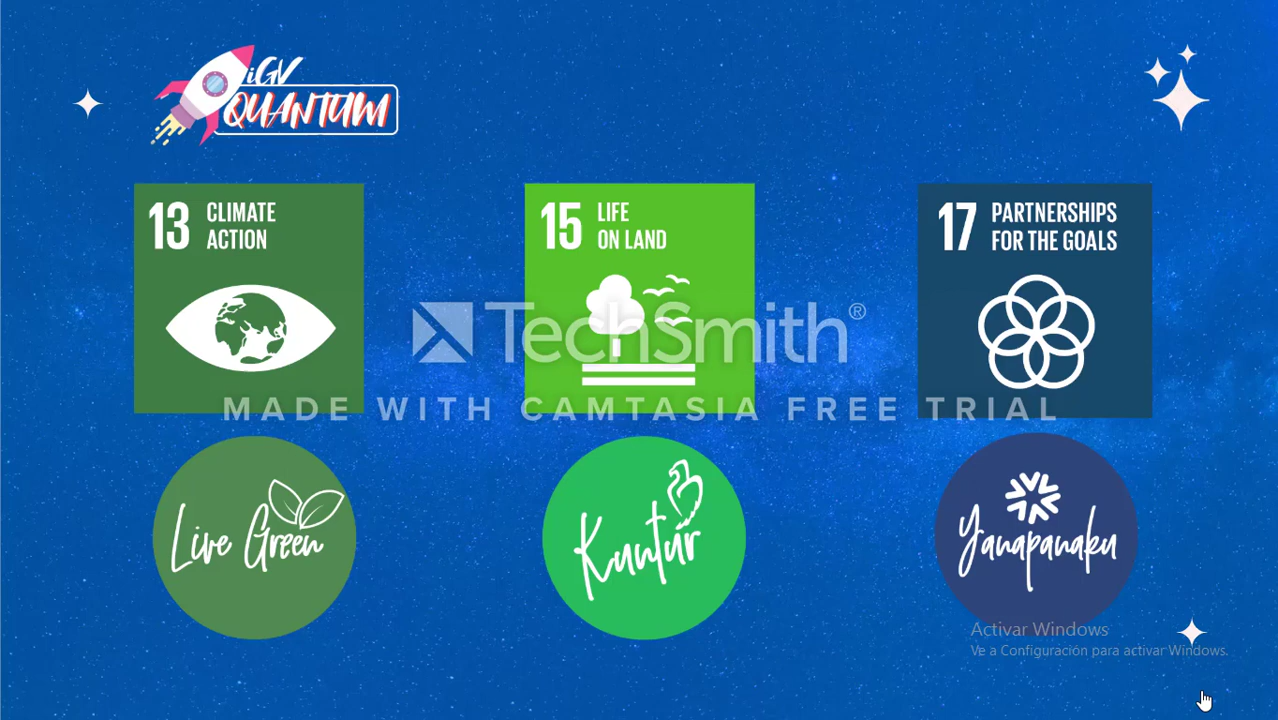 iGV
QUANTUM
13 CLIMATE
ACTION
15 LIFE
ON LAND
17 PARTNERSHIPS
FOR THE GOALS
TechSmith®
MADE WITH CAMTASIA FREE TRIAL
Live Green
Kuntur
Yanapanaku
Activar Windows
Ve a Configuración para activar Windows.